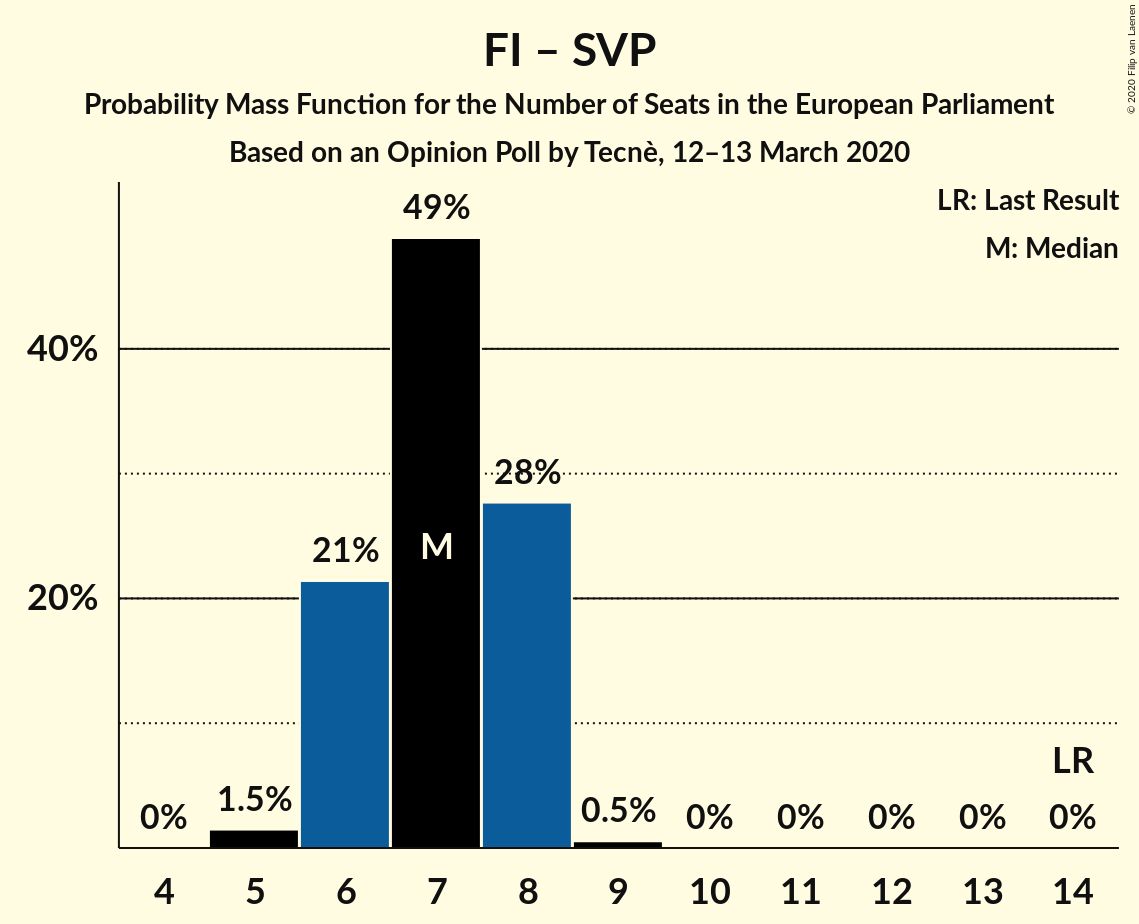 FI – SVP
Probability Mass Function for the Number of Seats in the European Parliament
Based on an Opinion Poll by Tecnè, 12–13 March 2020
© 2020 Filip van Laenen
LR: Last Result
M: Median
49%
40%
28%
21%
M
20%
LR
0%
1.5%
0.5%
0%
0%
0%
0%
0%
4 5 6 7 8 9 10 11 12 13 14